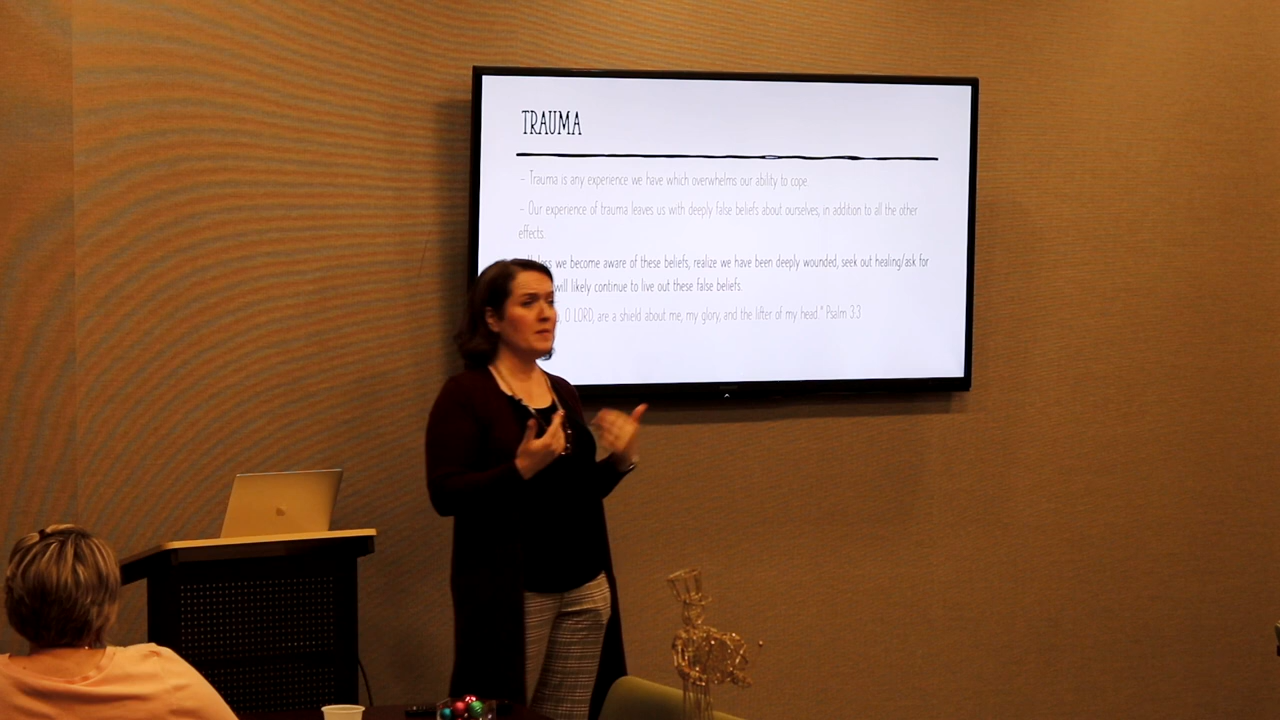 TRAUMA
- Trauma is any experience we have which overwhelms our ability to cope.
- Our experience of trauma leaves us with deeply false beliefs about ourselves, in addition to all the other
effects.
we become aware of these beliefs, realize we have been deeply wounded, seek out healing/ask for
will likely continue to live out these false beliefs.
O LORD, are a shield about me, my glory, and the lifter of my head." Psalm 3:3